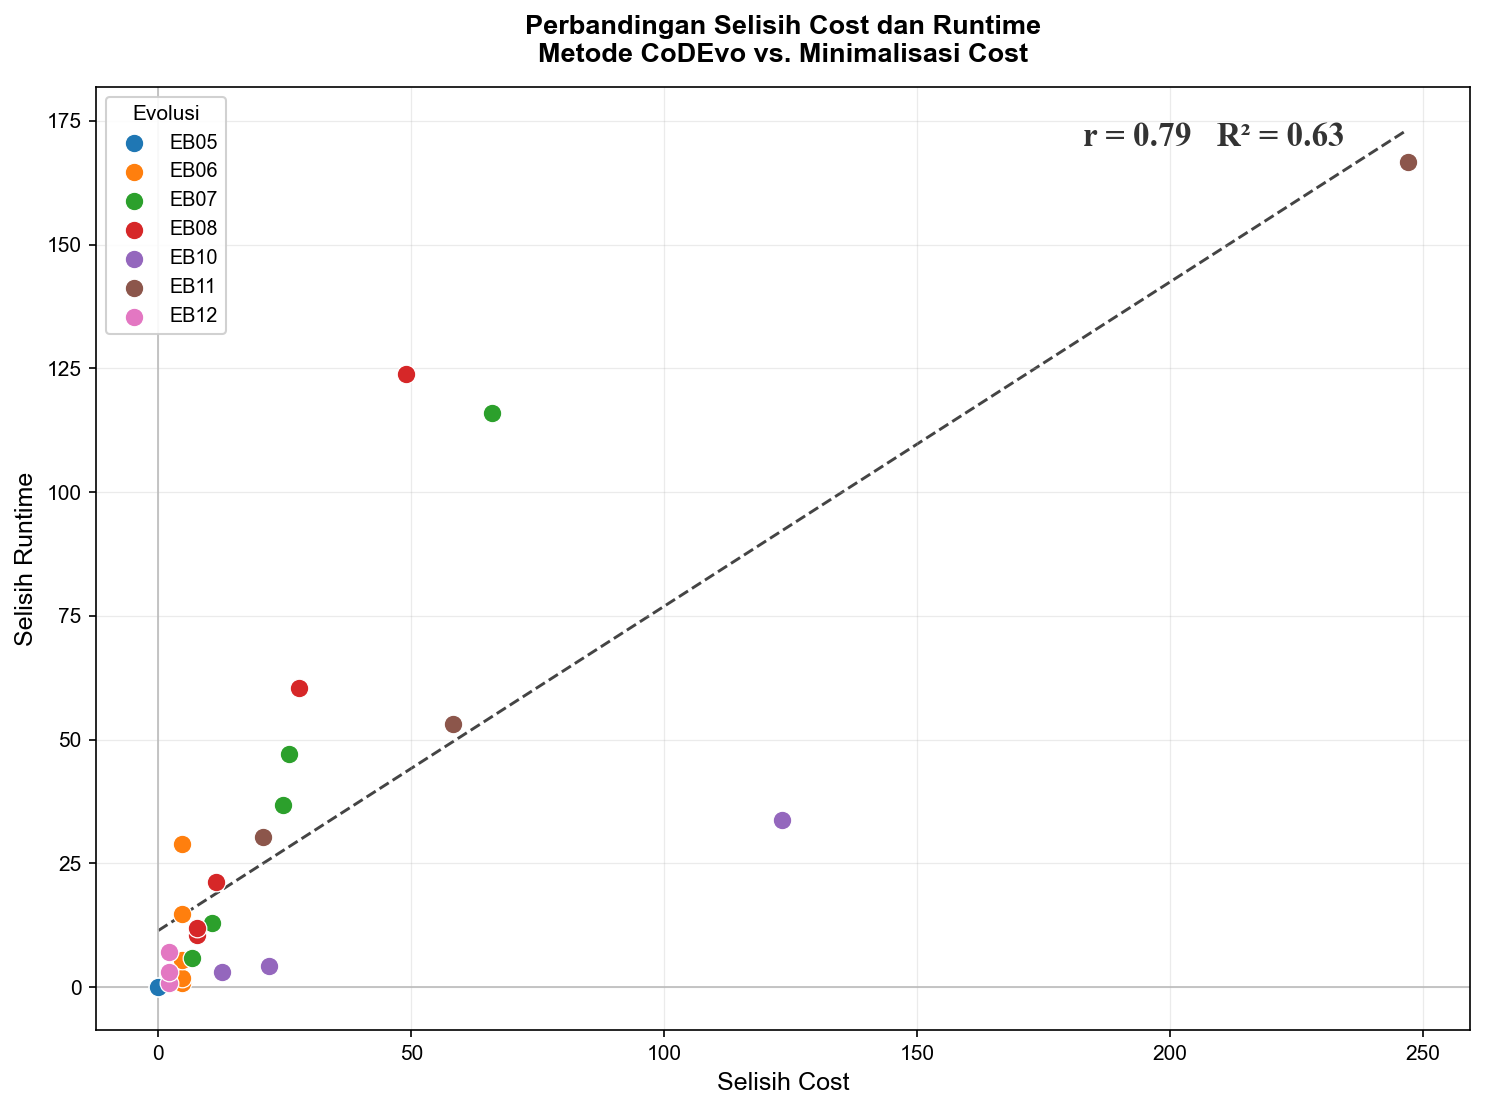 Perbandingan Selisih Cost dan Runtime
Metode CoDEvo vs. Minimalisasi Cost
Evolusi
EB05
EB06
EB07
EB08
EB10
EB11
EB12
r = 0.79   R² = 0.63
175
150
125
100
75
50
25
0
Selisih Runtime
0
50
100
150
200
250
Selisih Cost